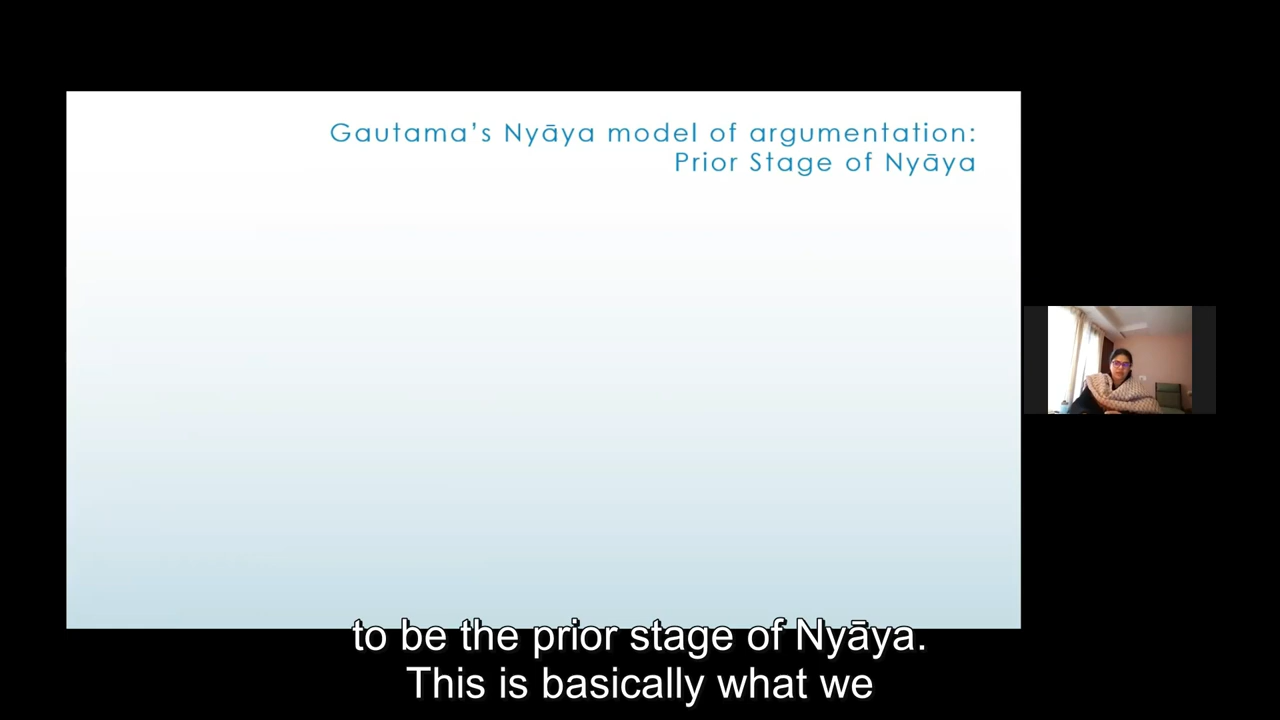 Gautama’s Nyāya model of argumentation:
Prior Stage of Nyāya
to be the prior stage of Nyāya.
This is basically what we